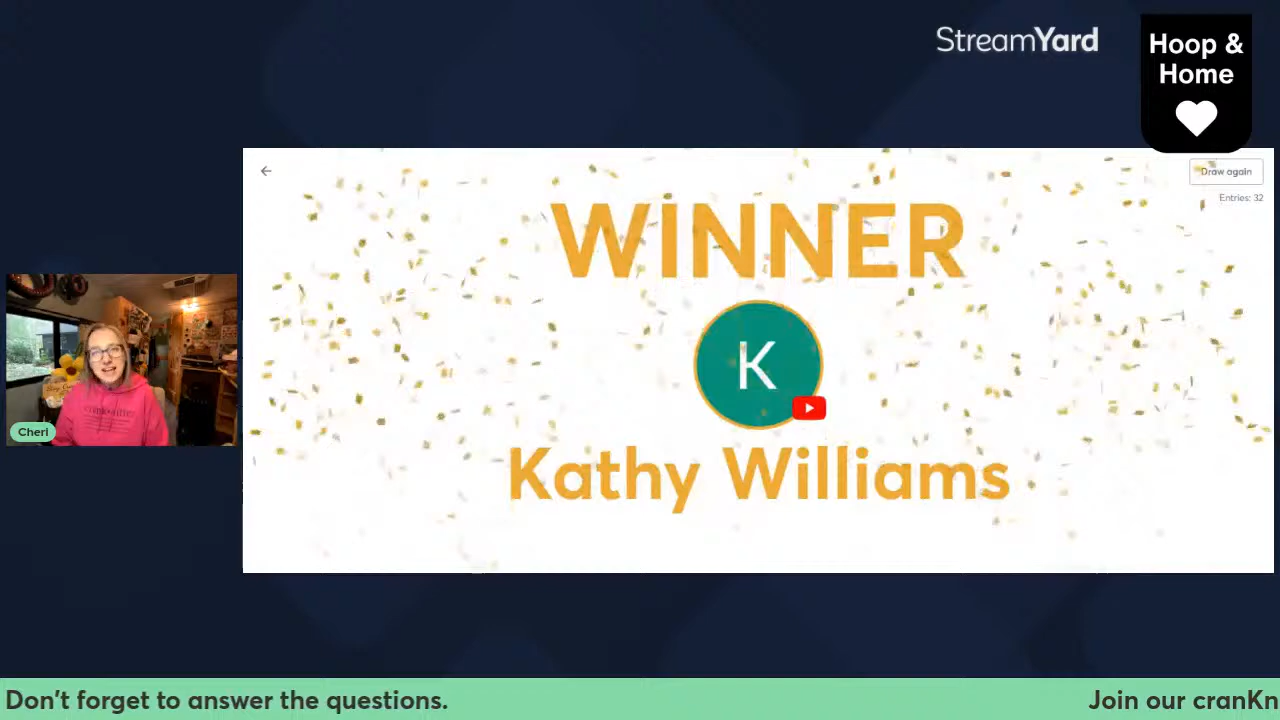 StreamYard
Hoop &
Home
Draw again
Entries: 32
WINNER
K
Kathy Williams
Cheri
Don't forget to answer the questions.
Join our cranKn